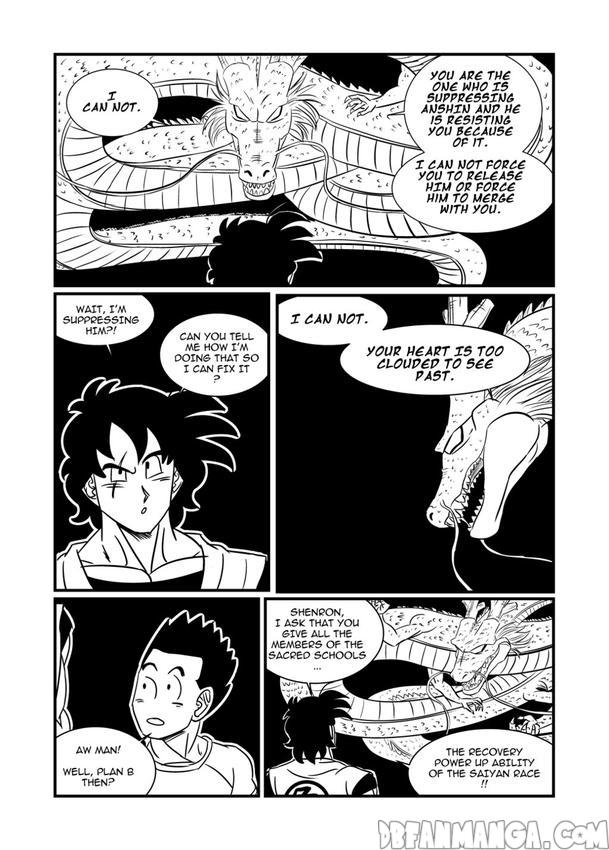 I
CAN NOT.
YOU ARE THE
ONE WHO IS
SUPPRESSING
ANSHIN AND HE
IS RESISTING
YOU BECAUSE
OF IT.
I CAN NOT FORCE
YOU TO RELEASE
HIM OR FORCE
HIM TO MERGE
WITH YOU.
WAIT, I'M
SUPPRESSING
HIM?!
CAN YOU TELL
ME HOW I'M
DOING THAT SO
I CAN FIX IT
?
I CAN NOT.
YOUR HEART IS TOO
CLOUDED TO SEE
PAST.
AW MAN!
WELL, PLAN B
THEN?
SHENRON,
I ASK THAT YOU
GIVE ALL THE
MEMBERS OF THE
SACRED SCHOOLS
...
THE RECOVERY
POWER UP ABILITY
OF THE SAIYAN RACE
!!
DBFANMANGA.COM